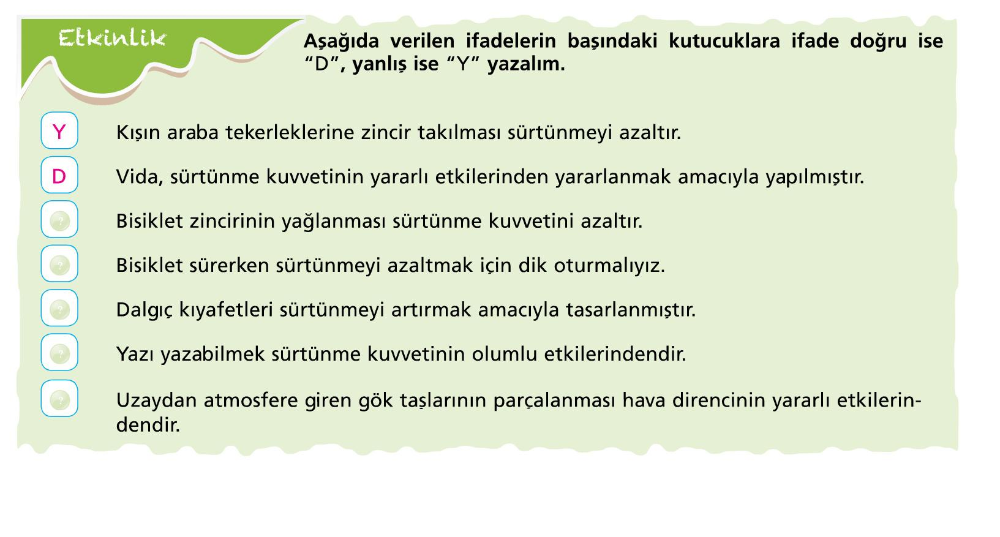 Etkinlik
Aşağıda verilen ifadelerin başındaki kutucuklara ifade doğru ise
“D”, yanlış ise “Y” yazalım.
Y Kışın araba tekerleklerine zincir takılması sürtünmeyi azaltır.
D Vida, sürtünme kuvvetinin yararlı etkilerinden yararlanmak amacıyla yapılmıştır.
? Bisiklet zincirinin yağlanması sürtünme kuvvetini azaltır.
? Bisiklet sürerken sürtünmeyi azaltmak için dik oturmalıyız.
? Dalgıç kıyafetleri sürtünmeyi artırmak amacıyla tasarlanmıştır.
? Yazı yazabilmek sürtünme kuvvetinin olumlu etkilerindendir.
? Uzaydan atmosfere giren gök taşlarının parçalanması hava direncinin yararlı etkilerin-
dendir.